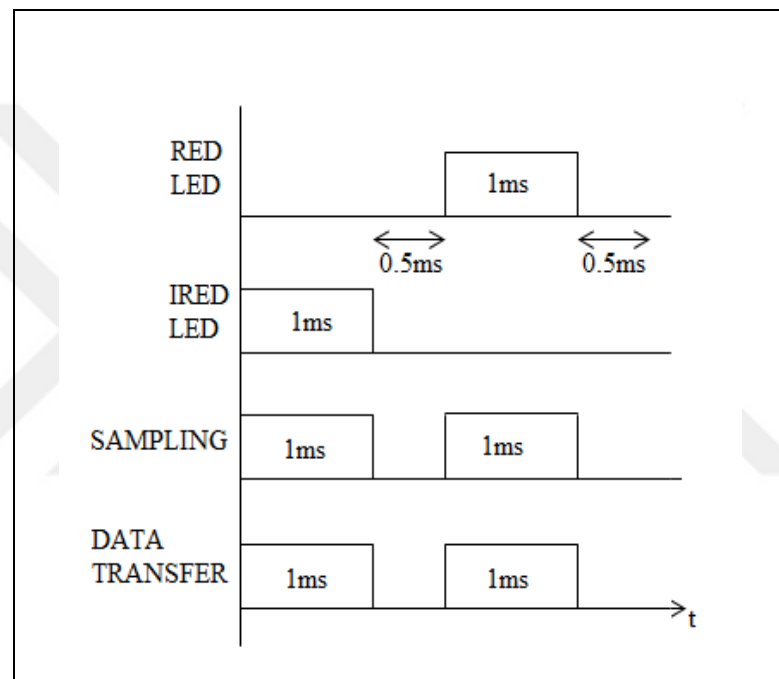 RED
LED
1ms
0.5ms
0.5ms
IRED
LED
1ms
SAMPLING
1ms
1ms
DATA
TRANSFER
1ms
1ms
t